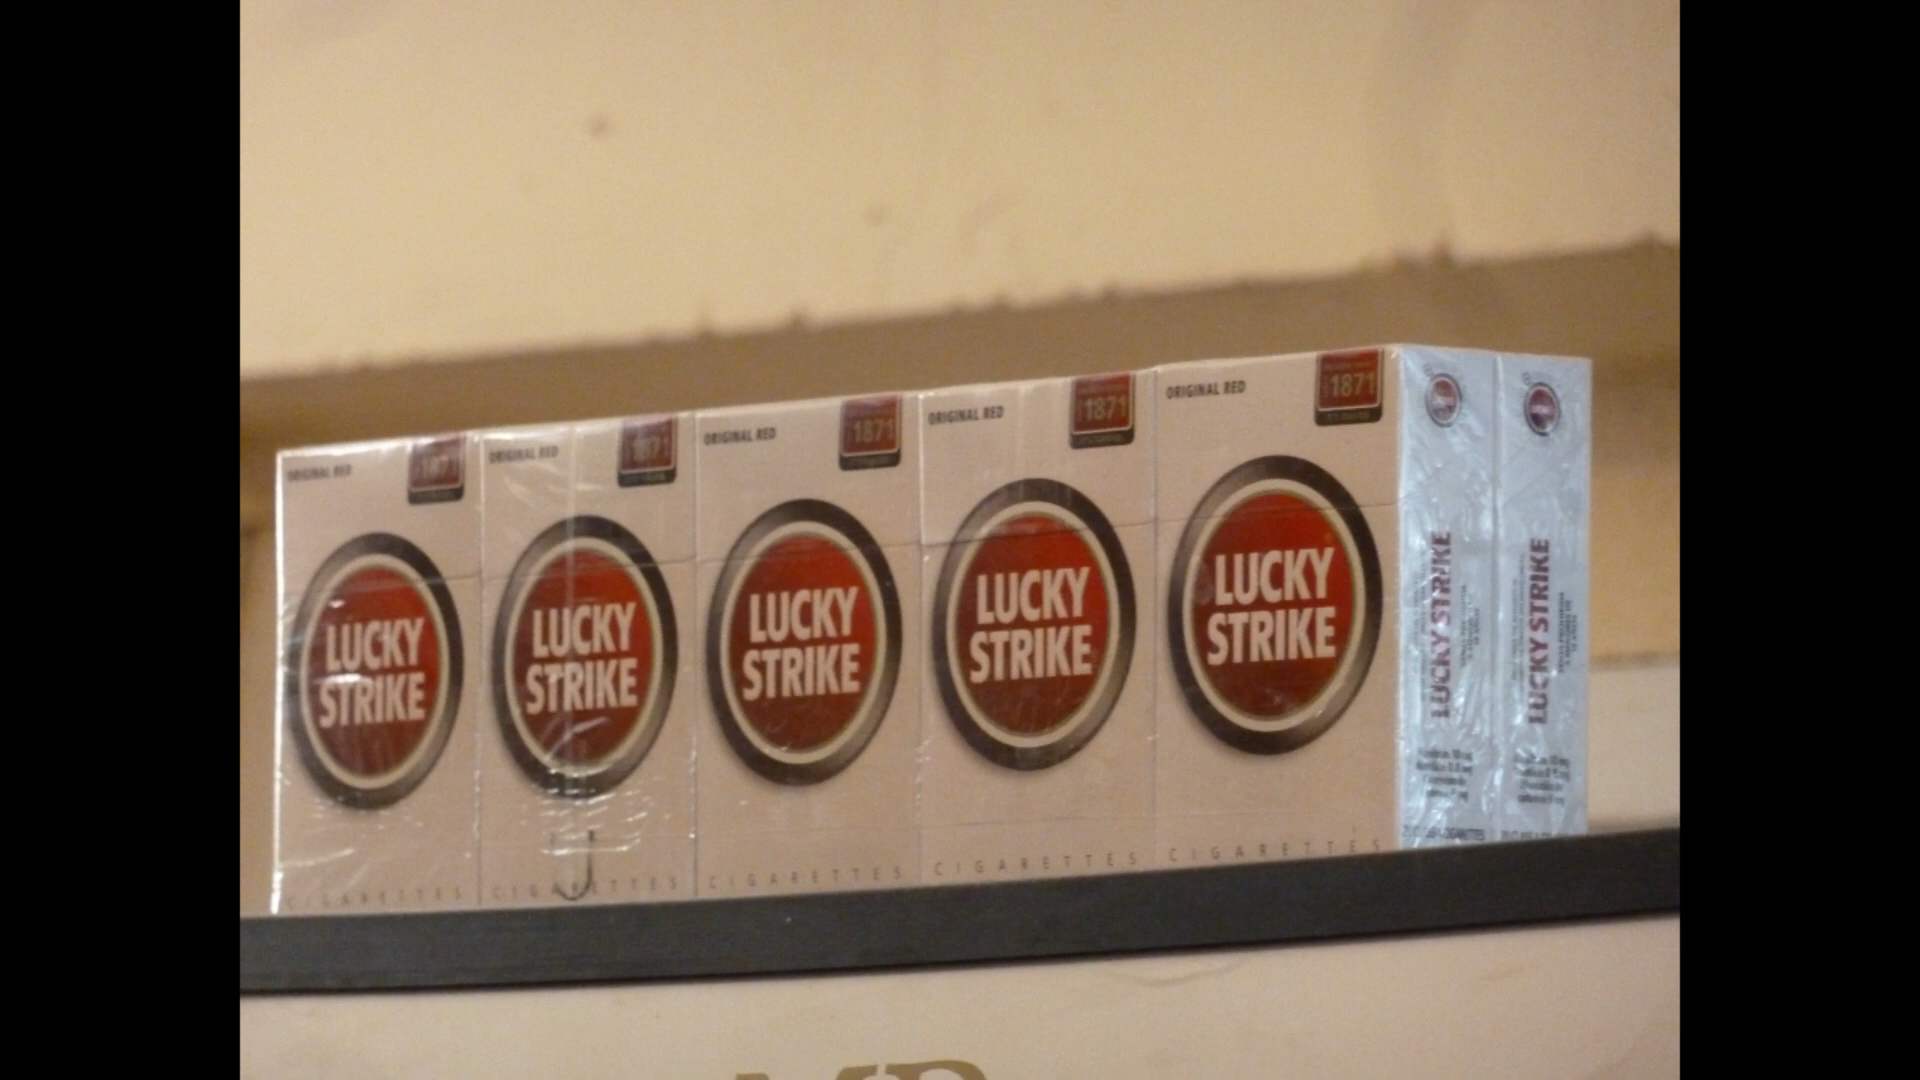 ORIGINAL RED
1871
LUCKY
STRIKE
CIGARETTES
ORIGINAL RED
1871
LUCKY
STRIKE
CIGARETTES
ORIGINAL RED
1871
LUCKY
STRIKE
CIGARETTES
ORIGINAL RED
1871
LUCKY
STRIKE
CIGARETTES
ORIGINAL RED
1871
LUCKY
STRIKE
CIGARETTES
LUCKY STRIKE
LUCKY STRIKE